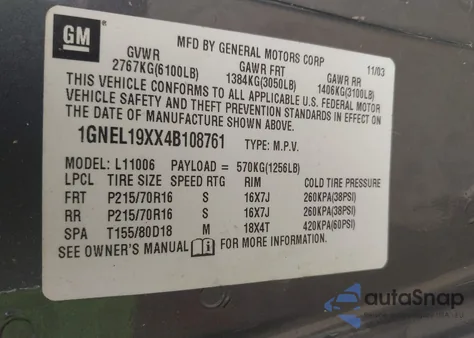 GM
MFD BY GENERAL MOTORS CORP 11/03
GVWR GAWR FRT GAWR RR
2767KG(6100LB) 1384KG(3050LB) 1406KG(3100LB)
THIS VEHICLE CONFORMS TO ALL APPLICABLE U.S. FEDERAL MOTOR
VEHICLE SAFETY AND THEFT PREVENTION STANDARDS IN EFFECT ON
THE DATE OF MANUFACTURE SHOWN ABOVE.
1GNEL19XX4B108761 TYPE: M.P.V.
MODEL: L11006 PAYLOAD = 570KG(1256LB)
LPCL TIRE SIZE SPEED RTG RIM COLD TIRE PRESSURE
FRT P215/70R16 S 16X7J 260KPA(38PSI)
RR P215/70R16 S 16X7J 260KPA(38PSI)
SPA T155/80D18 M 18X4T 420KPA(60PSI)
SEE OWNER'S MANUAL i FOR MORE INFORMATION.
autoSnap